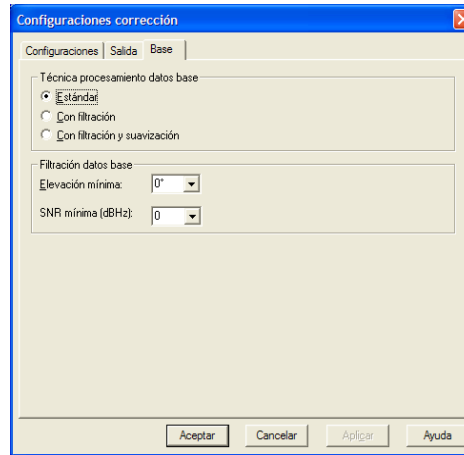 Configuraciones corrección
Configuraciones Salida Base
Técnica procesamiento datos base
Estándar
Con filtración
Con filtración y suavización
Filtración datos base
Elevación mínima: 0°
SNR mínima (dBHz): 0
Aceptar Cancelar Aplicar Ayuda